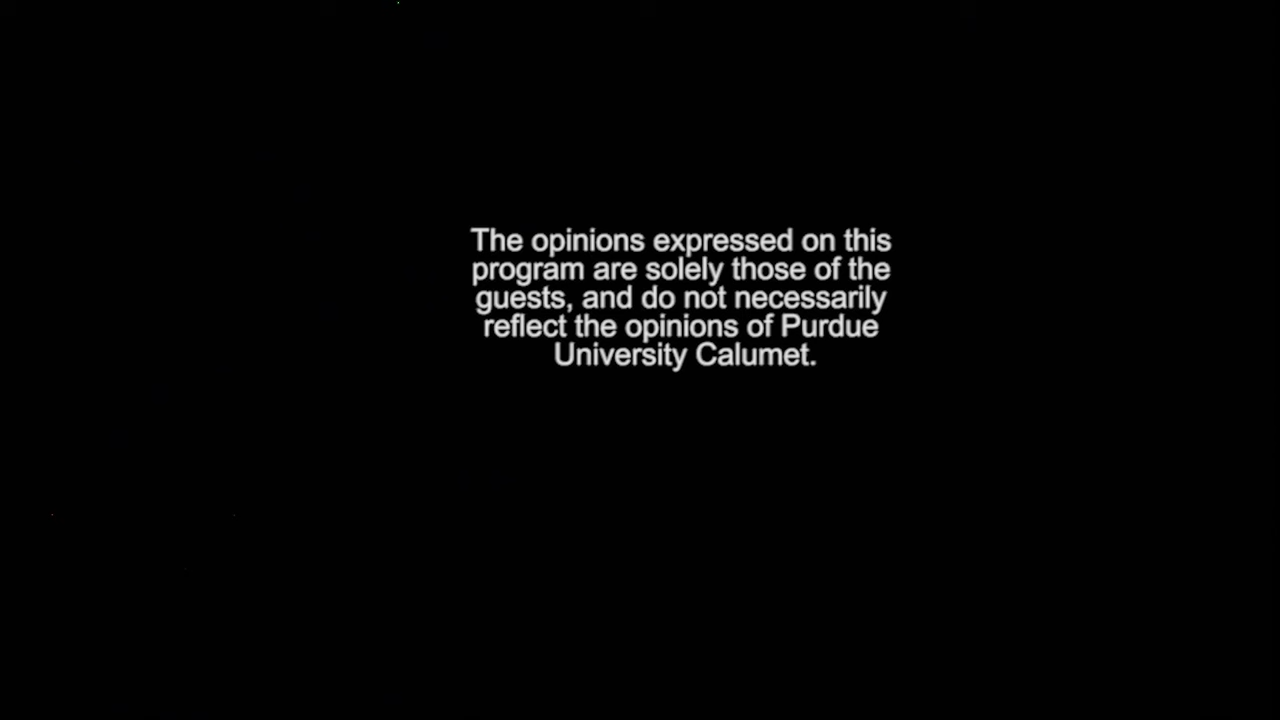 The opinions expressed on this
program are solely those of the
guests, and do not necessarily
reflect the opinions of Purdue
University Calumet.